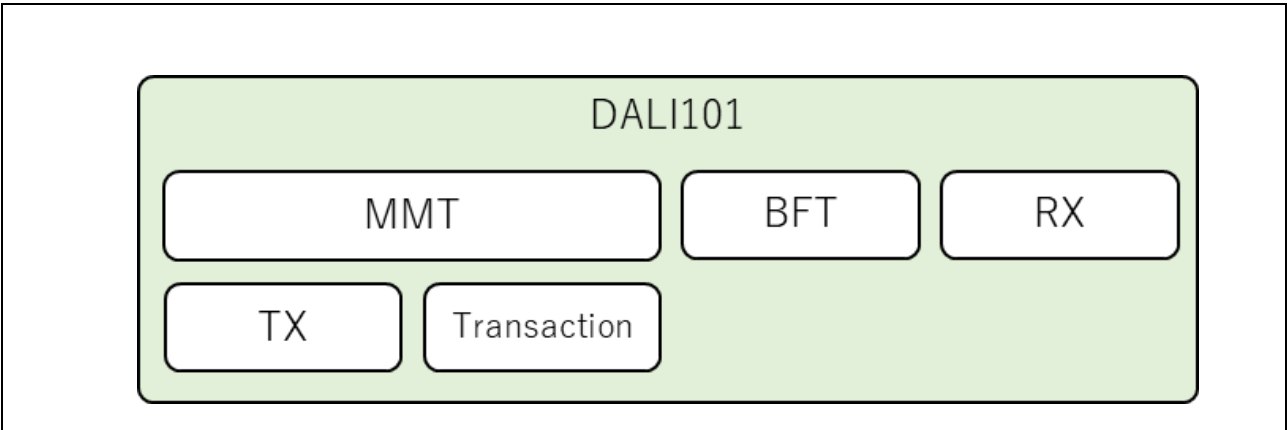 DALI101
MMT
BFT
RX
TX
Transaction